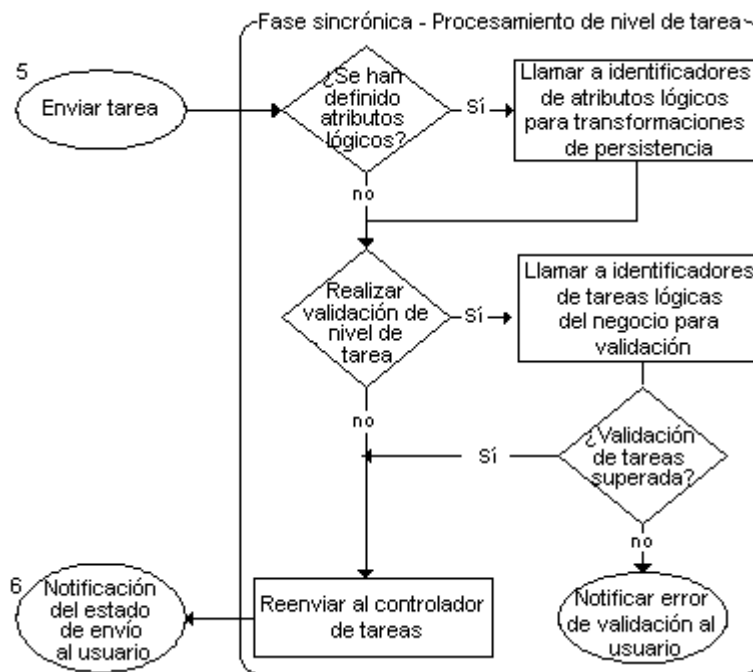 Fase sincrónica - Procesamiento de nivel de tarea
5
Enviar tarea
¿Se han
definido
atributos
lógicos?
Sí
Llamar a identificadores
de atributos lógicos
para transformaciones
de persistencia
no
Realizar
validación de
nivel de
tarea
Sí
Llamar a identificadores
de tareas lógicas
del negocio para
validación
no
¿Validación
de tareas
superada?
Sí
no
6
Notificación
del estado
de envío
al usuario
Reenviar al controlador
de tareas
Notificar error
de validación al
usuario